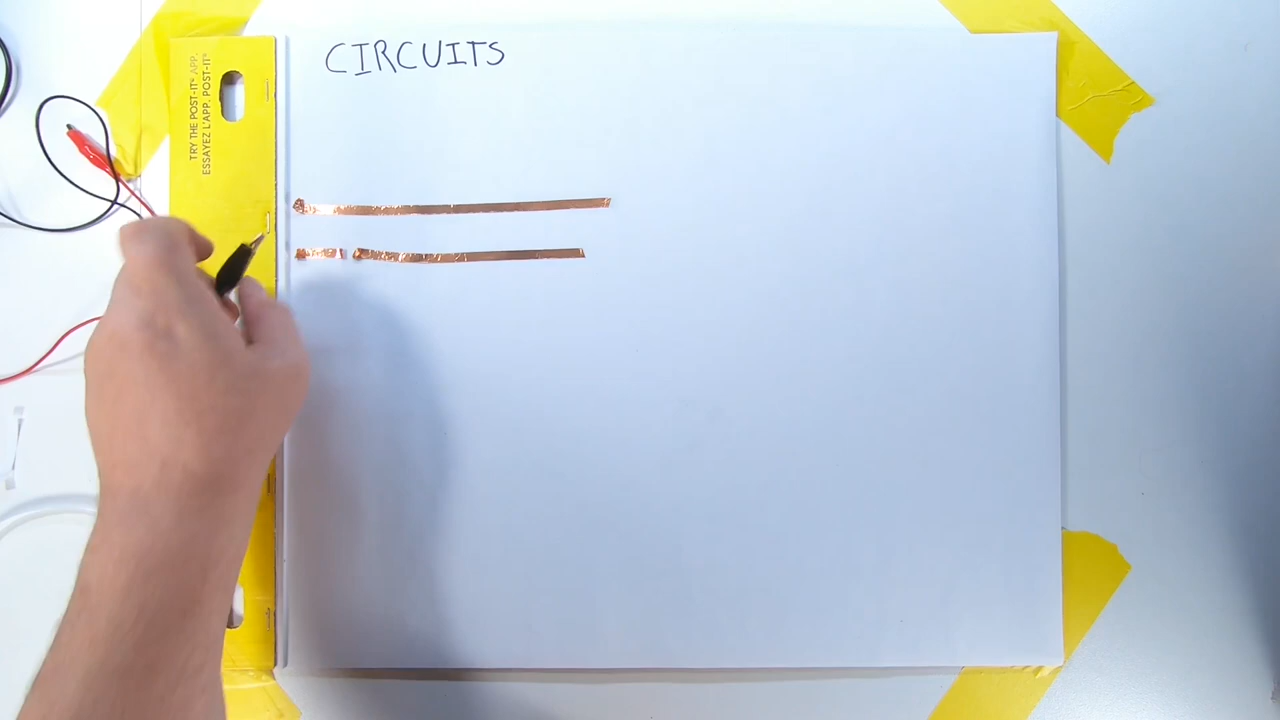 CIRCUITS
TRY THE POST-IT® APP.
ESSAYEZ L'APP. POST-IT®